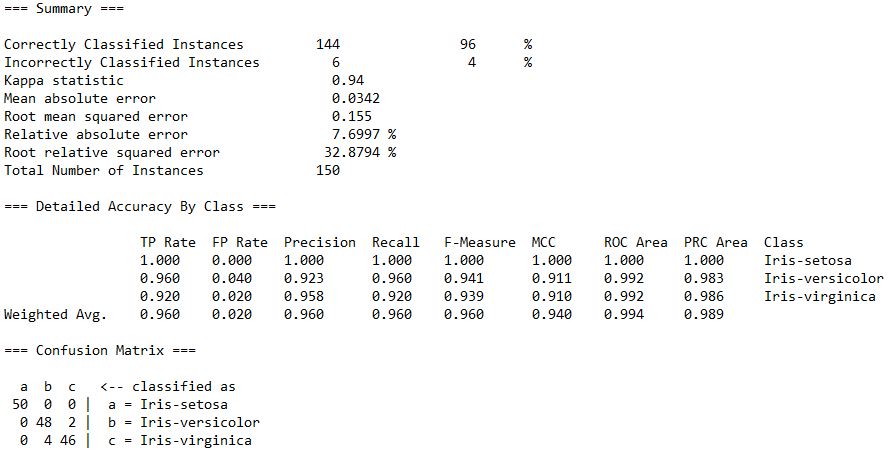 === Summary ===
Correctly Classified Instances 144 96 %
Incorrectly Classified Instances 6 4 %
Kappa statistic 0.94
Mean absolute error 0.0342
Root mean squared error 0.155
Relative absolute error 7.6997 %
Root relative squared error 32.8794 %
Total Number of Instances 150
=== Detailed Accuracy By Class ===
TP Rate FP Rate Precision Recall F-Measure MCC ROC Area PRC Area Class
1.000 0.000 1.000 1.000 1.000 1.000 1.000 1.000 Iris-setosa
0.960 0.040 0.923 0.960 0.941 0.911 0.992 0.983 Iris-versicolor
0.920 0.020 0.958 0.920 0.939 0.910 0.992 0.986 Iris-virginica
Weighted Avg. 0.960 0.020 0.960 0.960 0.960 0.940 0.994 0.989
=== Confusion Matrix ===
a b c <-- classified as
50 0 0 | a = Iris-setosa
0 48 2 | b = Iris-versicolor
0 4 46 | c = Iris-virginica